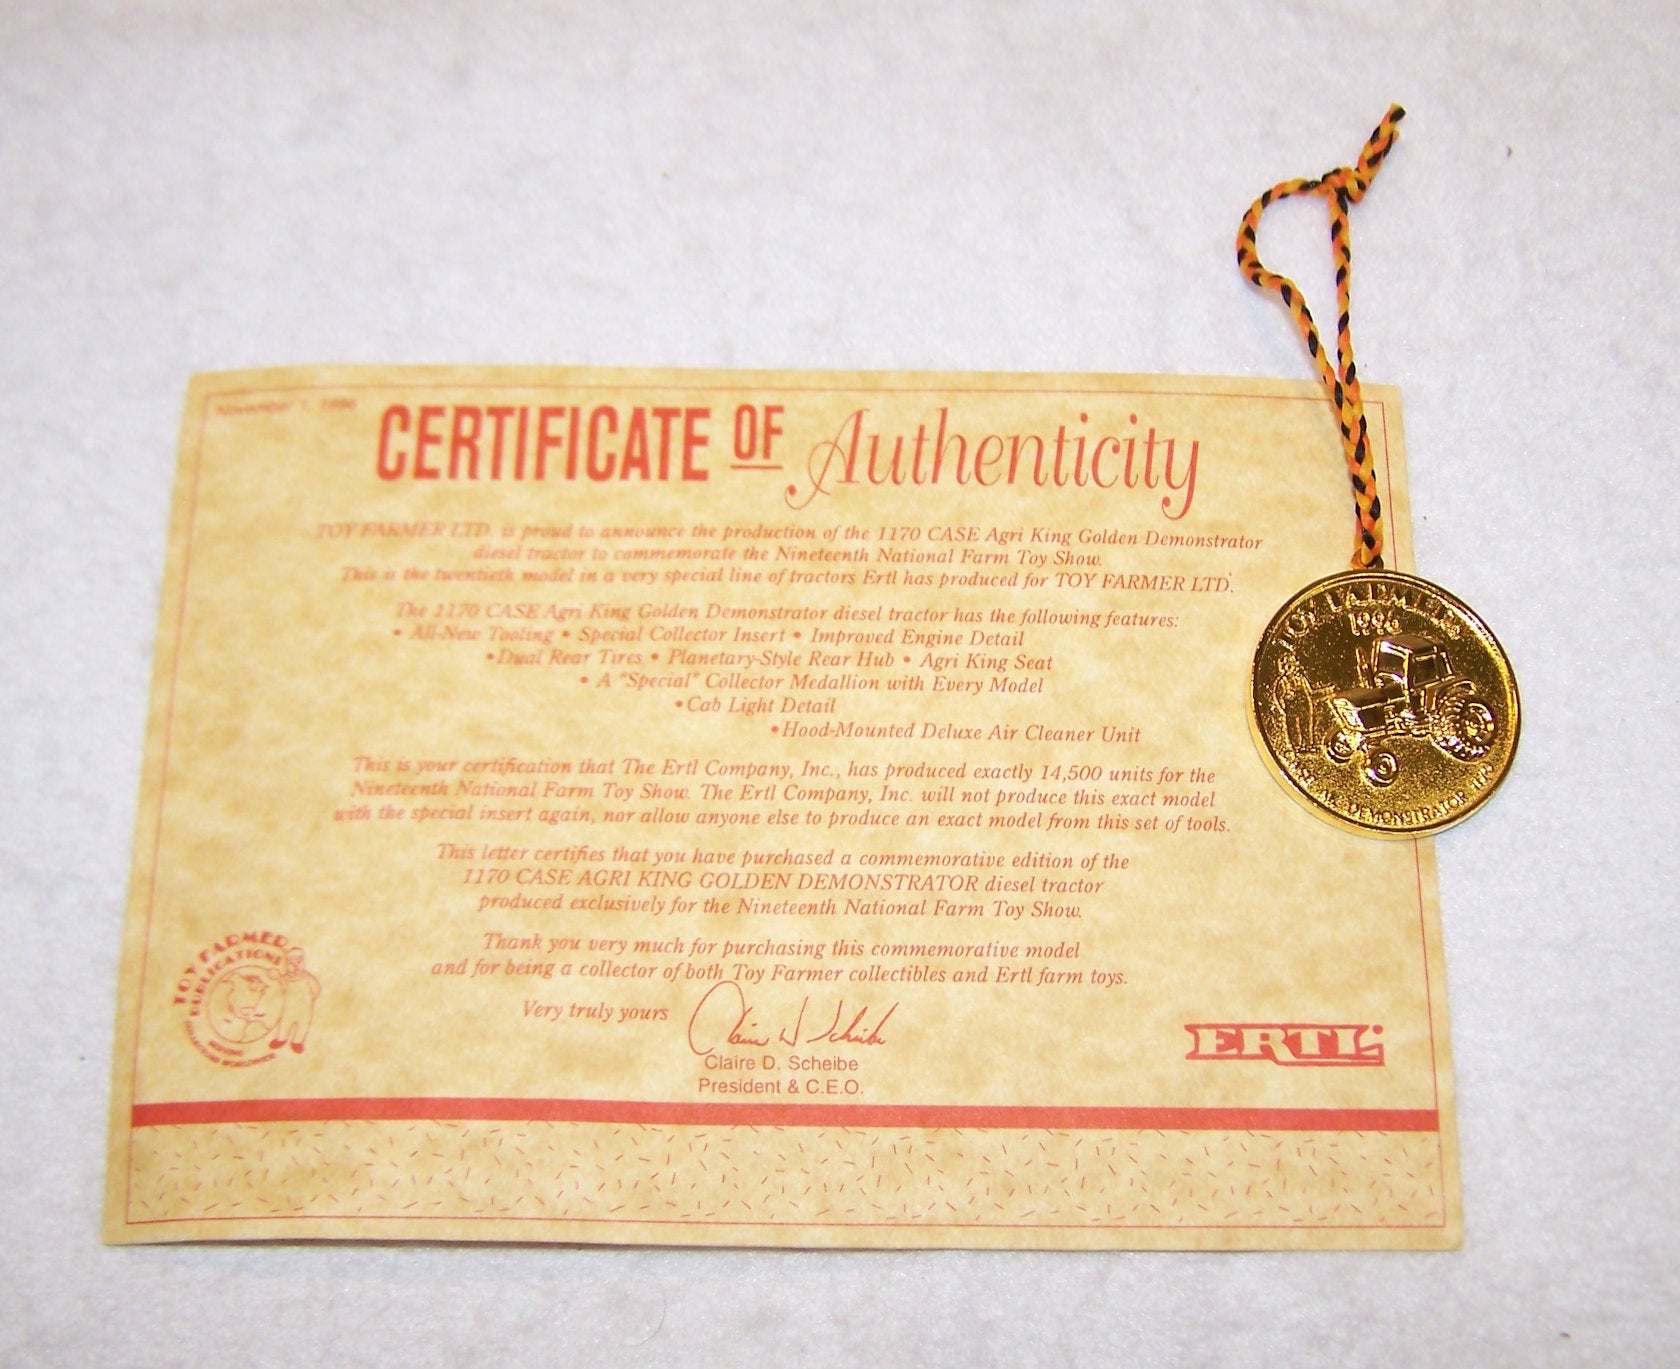 November 1, 1996
CERTIFICATE OF Authenticity
TOY FARMER LTD. is proud to announce the production of the 1170 CASE Agri King Golden Demonstrator
diesel tractor to commemorate the Nineteenth National Farm Toy Show.
This is the twentieth model in a very special line of tractors Ertl has produced for TOY FARMER LTD.
The 1170 CASE Agri King Golden Demonstrator diesel tractor has the following features:
• All-New Tooling • Special Collector Insert • Improved Engine Detail
• Dual Rear Tires • Planetary-Style Rear Hub • Agri King Seat
• A "Special" Collector Medallion with Every Model
• Cab Light Detail
• Hood-Mounted Deluxe Air Cleaner Unit
This is your certification that The Ertl Company, Inc., has produced exactly 14,500 units for the
Nineteenth National Farm Toy Show. The Ertl Company, Inc. will not produce this exact model
with the special insert again, nor allow anyone else to produce an exact model from this set of tools.
This letter certifies that you have purchased a commemorative edition of the
1170 CASE AGRI KING GOLDEN DEMONSTRATOR diesel tractor
produced exclusively for the Nineteenth National Farm Toy Show.
Thank you very much for purchasing this commemorative model
and for being a collector of both Toy Farmer collectibles and Ertl farm toys.
Very truly yours
Claire D. Scheibe
Claire D. Scheibe
President & C.E.O.
TOY FARMER
PUBLICATIONS
SERVING
COLLECTORS WORLDWIDE
ERTL
TOY FARMER
1996
CASE DEMONSTRATOR 1170